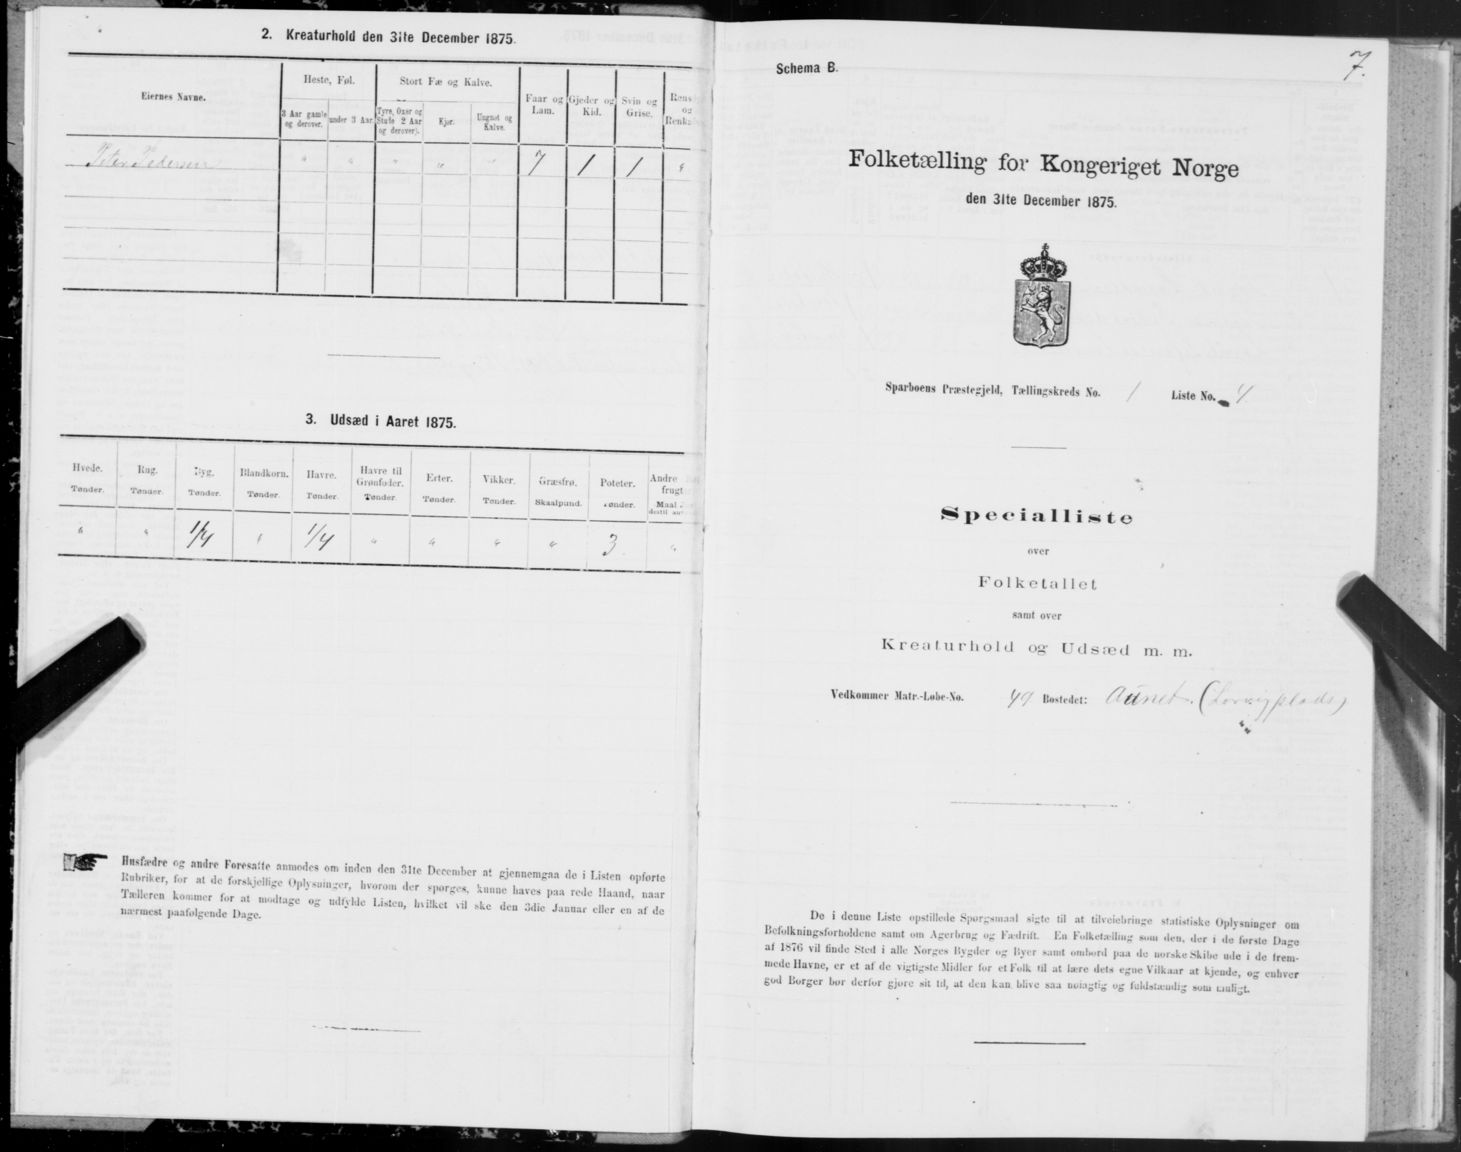 2. Kreaturhold den 31te December 1875.
Eiernes Navne.
Heste, Føl.
Stort Fæ og Kalve.
Faar og Lam.
Gjeder og Kid.
Svin og Grise.
Rens og
3 Aar gamle og derover.
under 3 Aar.
Tyre, Oxer og Stude 2 Aar og derover).
Kjør.
Ungnot og Kalve.
Peter Pedersen " " " " " 7 1 1 "
3. Udsæd i Aaret 1875.
Hvede. Rug. Byg. Blandkorn. Havre. Havre til Grønfoder. Erter. Vikker. Græsfrø. Poteter. Andre
frugt
Tønder. Tønder. Tønder. Tønder. Tønder. Tønder. Tønder. Tønder. Skaalpund. Tønder. Maal
" " 1/4 " 1/4 " " " " 3 "
Husfædre og andre Foresatte anmodes om inden den 31te December at gjennemgaa de i Listen opførte
Rubriker, for at de forskjellige Oplysninger, hvorom der spørges, kunne haves paa rede Haand, naar
Tælleren kommer for at modtage og udfylde Listen, hvilket vil ske den 3die Januar eller en af de
nærmest paafølgende Dage.
7.
Schema B.
Folketælling for Kongeriget Norge
den 31te December 1875.
Sparboens Præstegjeld, Tællingskreds No. 1 Liste No. 4
Specialliste
over
Folketallet
samt over
Kreaturhold og Udsæd m. m.
Vedkommer Matr.-Løbe-No. 49 Bostedet: Aunet. (Lorvigplads)
De i denne Liste opstillede Spørgsmaal sigte til at tilveiebringe statistiske Oplysninger om
Befolkningsforholdene samt om Agerbrug og Fædrift. En Folketælling som den, der i de første Dage
af 1876 vil finde Sted i alle Norges Bygder og Byer samt ombord paa de norske Skibe ude i de frem-
mede Havne, er et af de vigtigste Midler for et Folk til at lære dets egne Vilkaar at kjende, og enhver
god Borger bør derfor gjøre sit til, at den kan blive saa nøiagtig og fuldstændig som muligt.